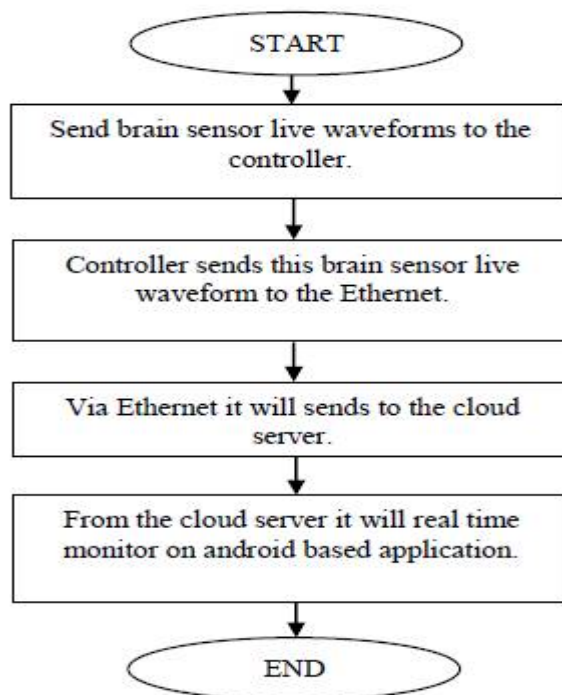 START
Send brain sensor live waveforms to the
controller.
Controller sends this brain sensor live
waveform to the Ethernet.
Via Ethernet it will sends to the cloud
server.
From the cloud server it will real time
monitor on android based application.
END